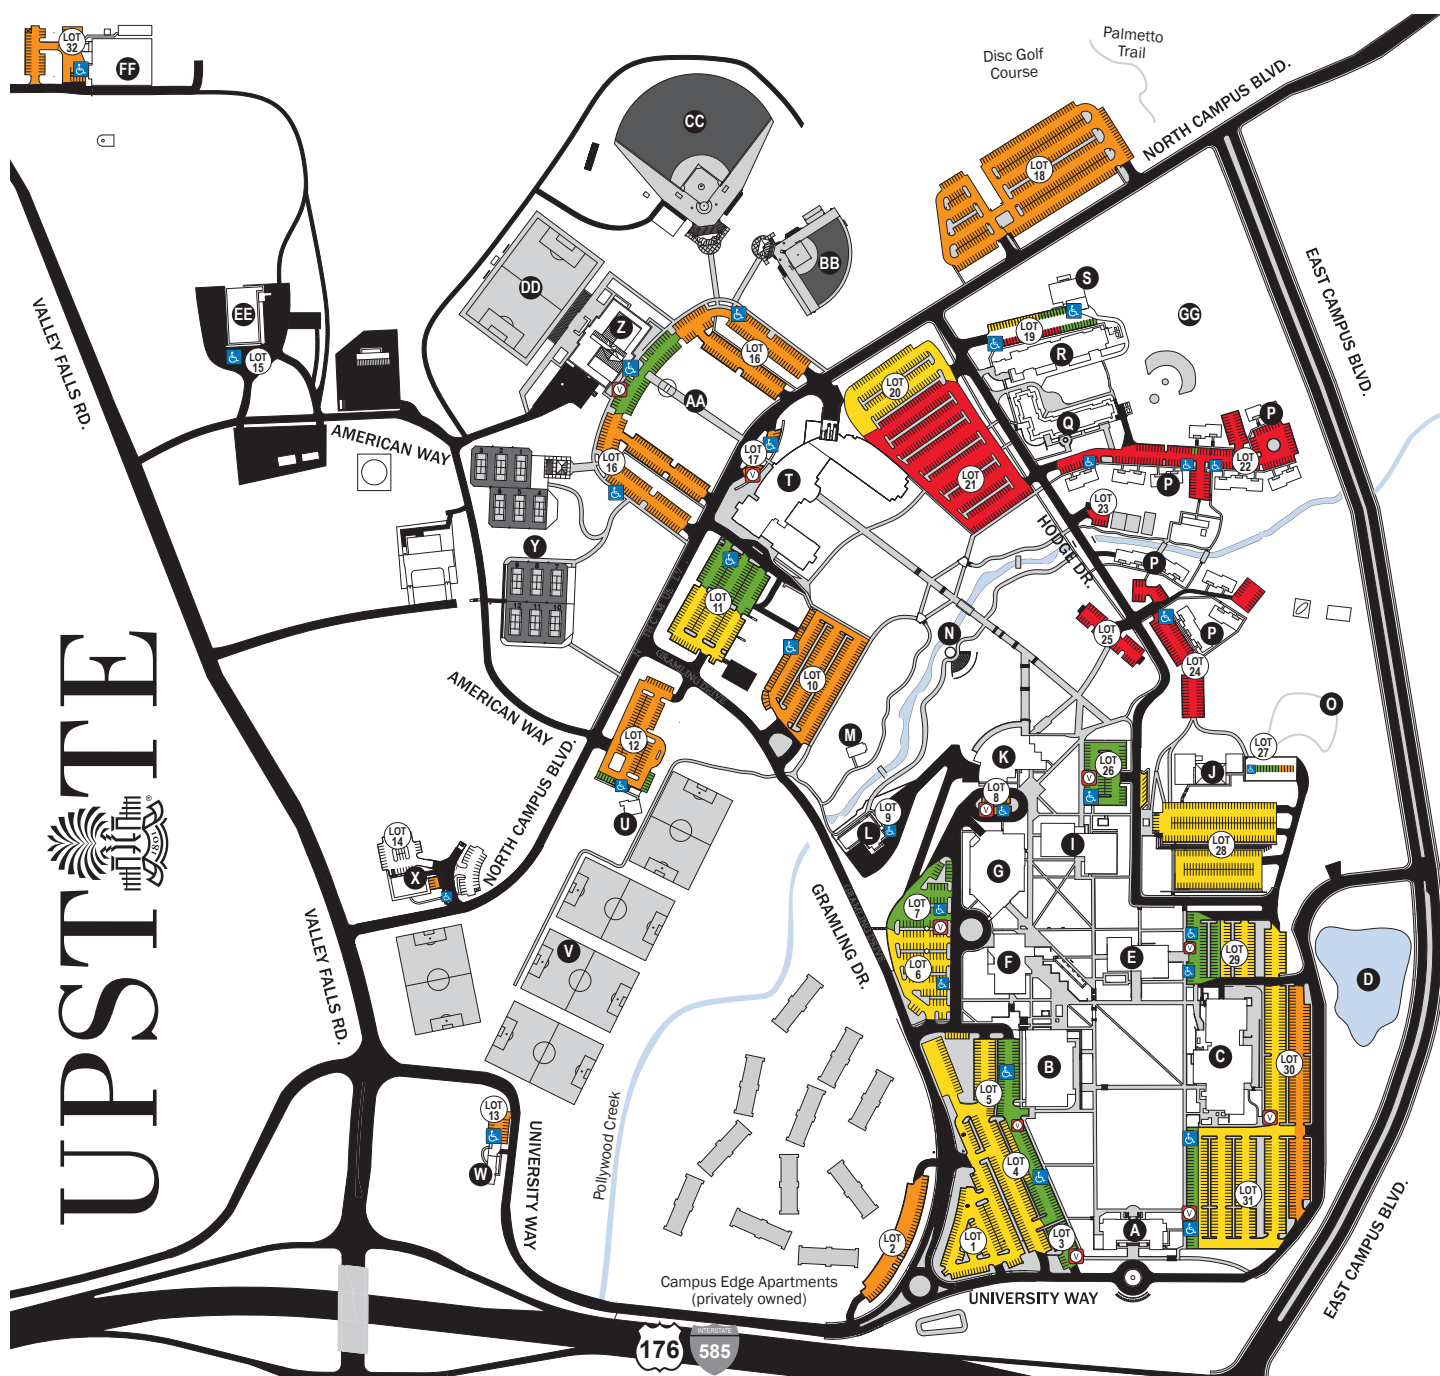 LOT
32
FF
Palmetto
Trail
Disc Golf
Course
NORTH CAMPUS BLVD.
CC
LOT
18
BB
DD
S
GG
EAST CAMPUS BLVD.
VALLEY FALLS RD.
EE
LOT
15
Z
LOT
16
LOT
19
R
LOT
20
AA
Q
P
AMERICAN WAY
LOT
16
LOT
17
V
T
LOT
21
LOT
22
P
LOT
23
HODGE DR.
Y
P
LOT
11
LOT
25
P
N
LOT
24
GRAMLING DRIVE
LOT
10
AMERICAN WAY
LOT
12
M
O
K
LOT
26
LOT
27
J
NORTH CAMPUS BLVD.
LOT
8
LOT
9
L
U
I
LOT
28
LOT
14
X
G
UPSTATE
LOT
7
GRAMLING DR.
VALLEY FALLS RD.
V
LOT
6
F
E
LOT
29
D
B
C
LOT
30
LOT
5
LOT
13
W
UNIVERSITY WAY
Pollywood Creek
LOT
4
LOT
31
A
LOT
3
LOT
1
LOT
2
EAST CAMPUS BLVD.
Campus Edge Apartments
(privately owned)
UNIVERSITY WAY
176
INTERSTATE
585